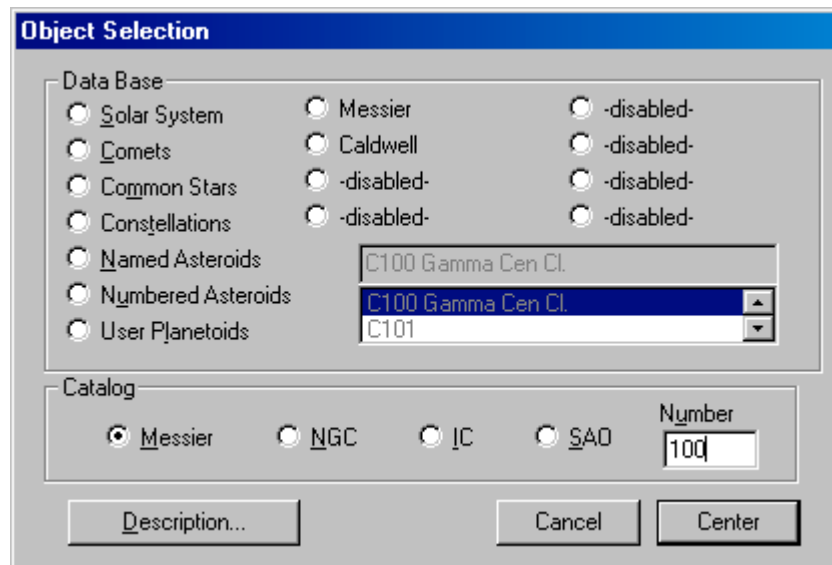 Object Selection
Data Base
Solar System
Comets
Common Stars
Constellations
Named Asteroids
Numbered Asteroids
User Planetoids
Messier
Caldwell
-disabled-
-disabled-
-disabled-
-disabled-
-disabled-
-disabled-
C100 Gamma Cen Cl.
C100 Gamma Cen Cl.
C101
Catalog
Messier
NGC
IC
SAO
Number
100
Description...
Cancel
Center